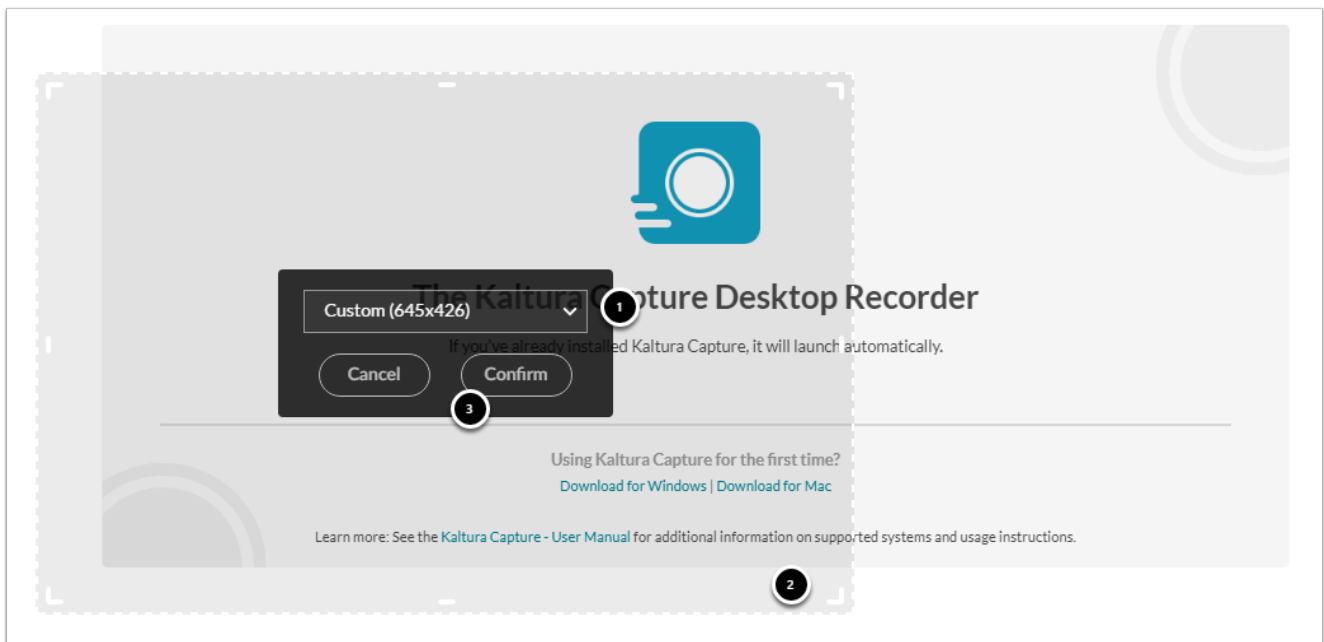 The Kaltura Capture Desktop Recorder
Custom (645x426)
1
If you've already installed Kaltura Capture, it will launch automatically.
Cancel
Confirm
3
Using Kaltura Capture for the first time?
Download for Windows | Download for Mac
Learn more: See the Kaltura Capture - User Manual for additional information on supported systems and usage instructions.
2